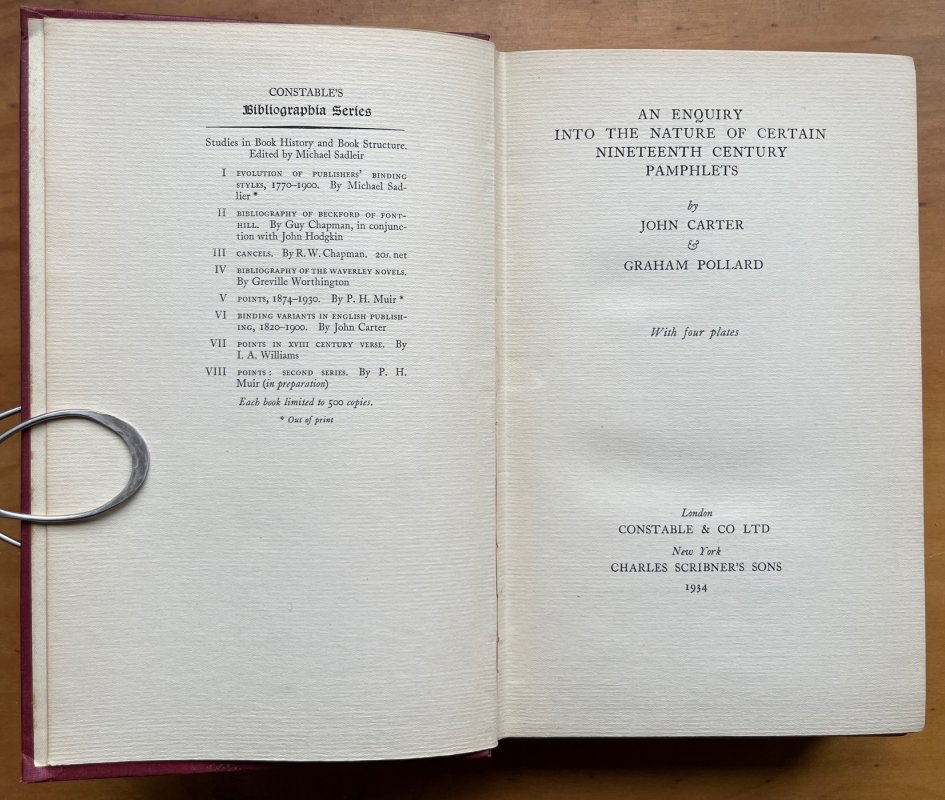 CONSTABLE'S
Bibliographia Series
Studies in Book History and Book Structure.
Edited by Michael Sadleir
I EVOLUTION OF PUBLISHERS' BINDING
STYLES, 1770–1900. By Michael Sad-
lier *
II BIBLIOGRAPHY OF BECKFORD OF FONT-
HILL. By Guy Chapman, in conjunc-
tion with John Hodgkin
III CANCELS. By R. W. Chapman. 20s. net
IV BIBLIOGRAPHY OF THE WAVERLEY NOVELS.
By Greville Worthington
V POINTS, 1874–1930. By P. H. Muir *
VI BINDING VARIANTS IN ENGLISH PUBLISH-
ING, 1820–1900. By John Carter
VII POINTS IN XVIII CENTURY VERSE. By
I. A. Williams
VIII POINTS: SECOND SERIES. By P. H.
Muir (in preparation)
Each book limited to 500 copies.
* Out of print
AN ENQUIRY
INTO THE NATURE OF CERTAIN
NINETEENTH CENTURY
PAMPHLETS
by
JOHN CARTER
&
GRAHAM POLLARD
With four plates
London
CONSTABLE & CO LTD
New York
CHARLES SCRIBNER'S SONS
1934